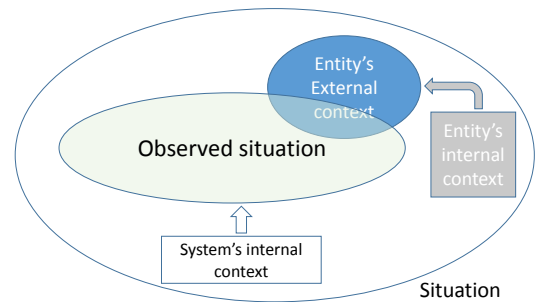 Entity's
External
context
Observed situation
Entity's
internal
context
System's internal
context
Situation